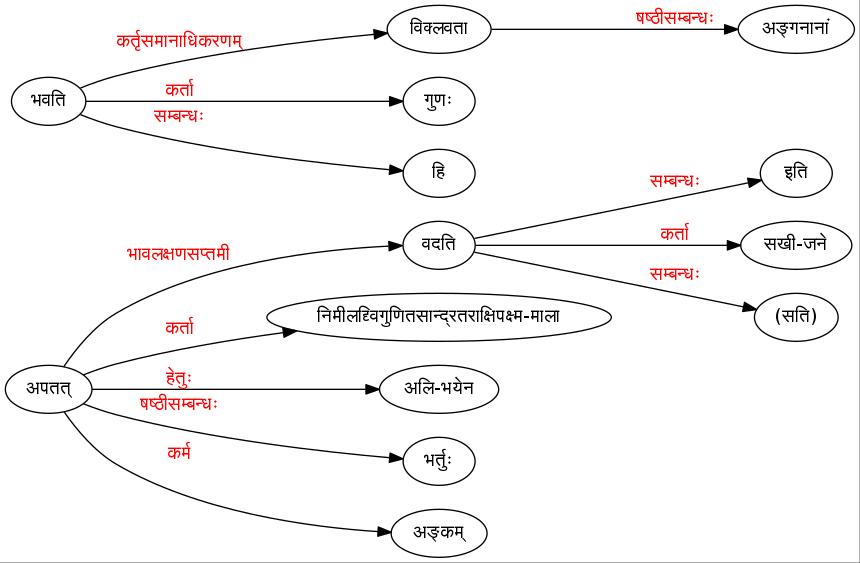 विक्लवता
षष्ठीसम्बन्धः
अङ्गनानां
कर्तृसमानाधिकरणम्
भवति
कर्ता
गुणः
सम्बन्धः
हि
सम्बन्धः
इति
भावलक्षणसप्तमी
वदति
कर्ता
सखी-जने
सम्बन्धः
(सति)
कर्ता
निमीलद्विगुणितसान्द्रतराक्षिपक्ष्म-माला
अपतत्
हेतुः
अलि-भयेन
षष्ठीसम्बन्धः
भर्तुः
कर्म
अङ्कम्